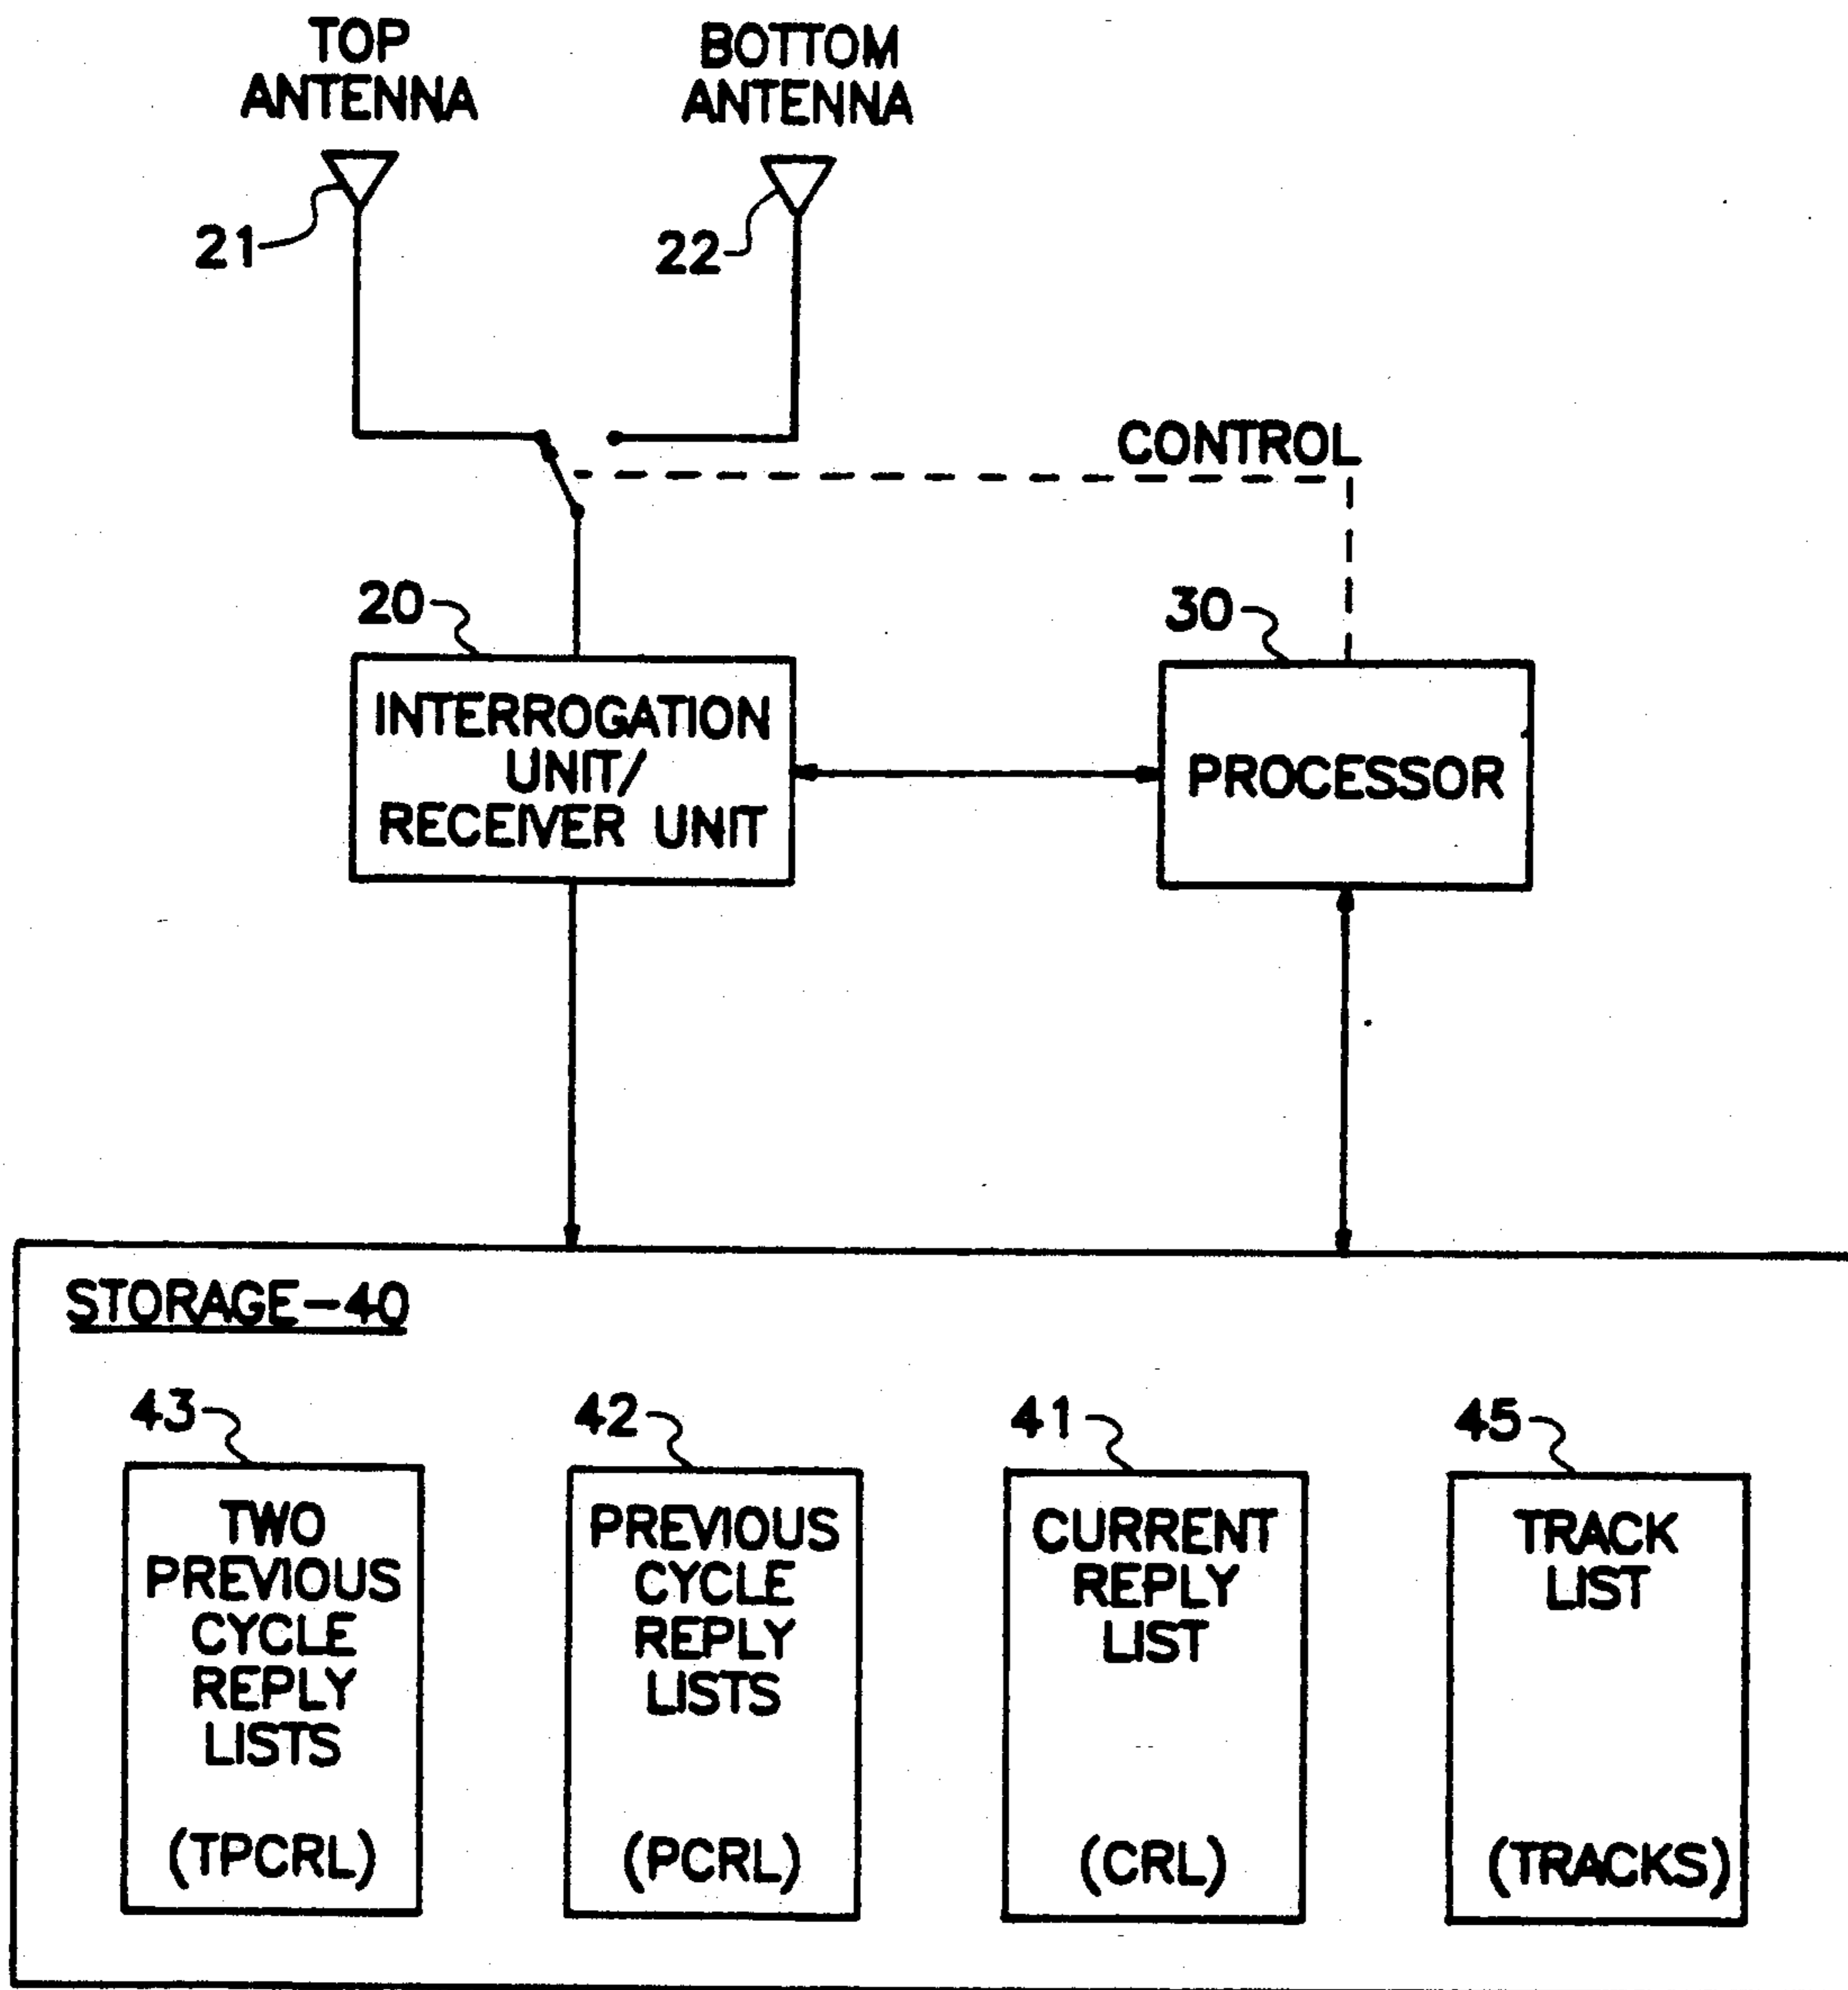 TOP
ANTENNA
BOTTOM
ANTENNA
21
22
CONTROL
20
30
INTERROGATION
UNIT/
RECEIVER UNIT
PROCESSOR
STORAGE-40
43
42
41
45
TWO
PREVIOUS
CYCLE
REPLY
LISTS
(TPCRL)
PREVIOUS
CYCLE
REPLY
LISTS
(PCRL)
CURRENT
REPLY
LIST
(CRL)
TRACK
LIST
(TRACKS)